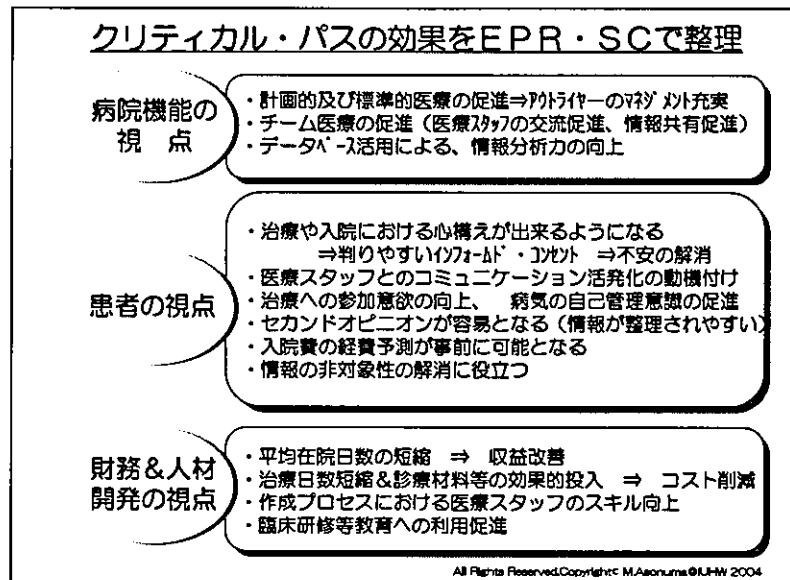 クリティカル・パスの効果をEPR・SCで整理
病院機能の
視　点
・計画的及び標準的医療の促進⇒ｱｳﾄﾗｲﾔｰのﾏﾈｼﾞﾒﾝﾄ充実
・チーム医療の促進（医療ｽﾀｯﾌの交流促進、情報共有促進）
・データﾍﾞｰｽ活用による、情報分析力の向上
患者の視点
・治療や入院における心構えが出来るようになる
⇒判りやすいｲﾝﾌｫｰﾑﾄﾞ・ｺﾝｾﾝﾄ　⇒不安の解消
・医療スタッフとのコミュニケーション活発化の動機付け
・治療への参加意欲の向上、　病気の自己管理意識の促進
・セカンドオピニオンが容易となる（情報が整理されやすい）
・入院費の経費予測が事前に可能となる
・情報の非対象性の解消に役立つ
財務＆人材
開発の視点
・平均在院日数の短縮　⇒　収益改善
・治療日数短縮＆診療材料等の効果的投入　⇒　コスト削減
・作成プロセスにおける医療スタッフのスキル向上
・臨床研修等教育への利用促進
All Rights Reserved.Copyright© M.Asonuma@IUHW 2004